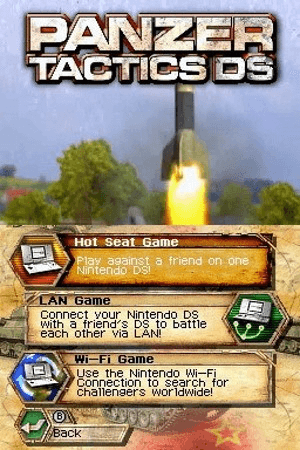 PANZER
TACTICS DS
Hot Seat Game
Play against a friend on one
Nintendo DS!
LAN Game
Connect your Nintendo DS
with a friend's DS to battle
each other via LAN!
Wi-Fi Game
Use the Nintendo Wi-Fi
Connection to search for
challengers worldwide!
B
Back